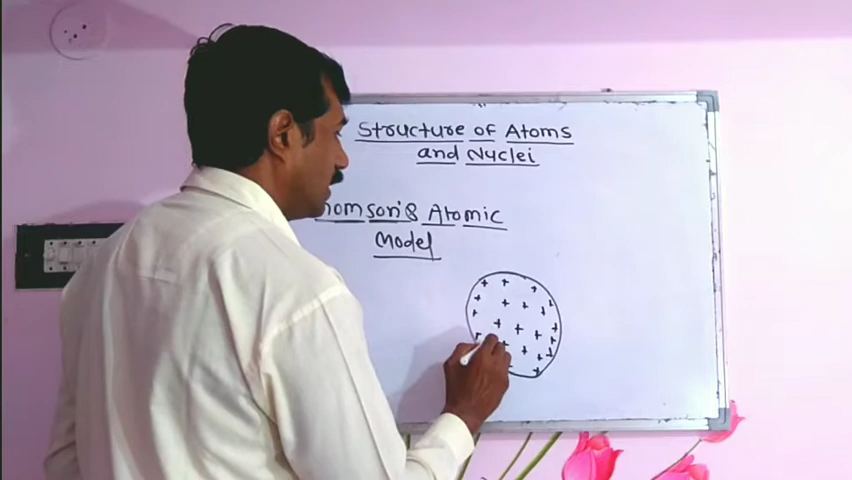 Structure of Atoms
and Nuclei
homson's Atomic
Model